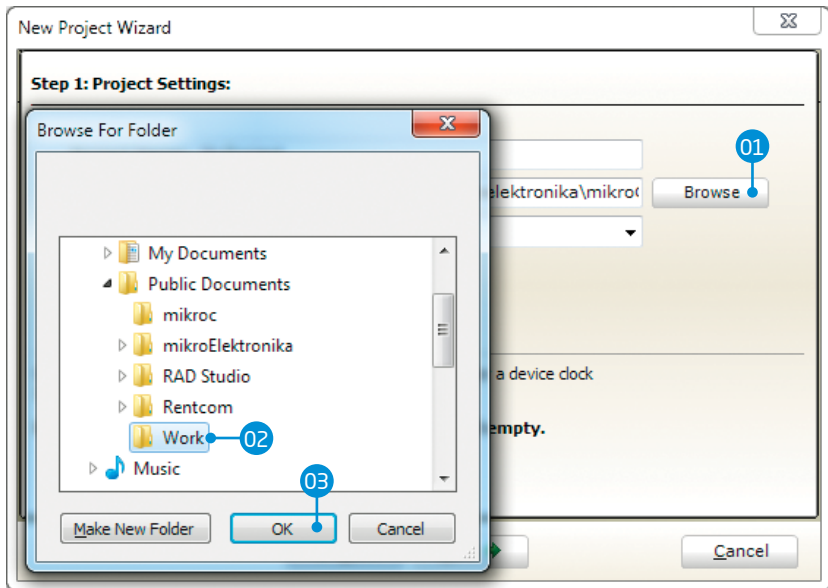 New Project Wizard
Step 1: Project Settings:
Browse For Folder
01
elektronika\mikro
Browse
My Documents
Public Documents
mikroc
mikroElektronika
a device clock
RAD Studio
Rentcom
empty.
Work 02
Music
03
Make New Folder OK Cancel
Cancel